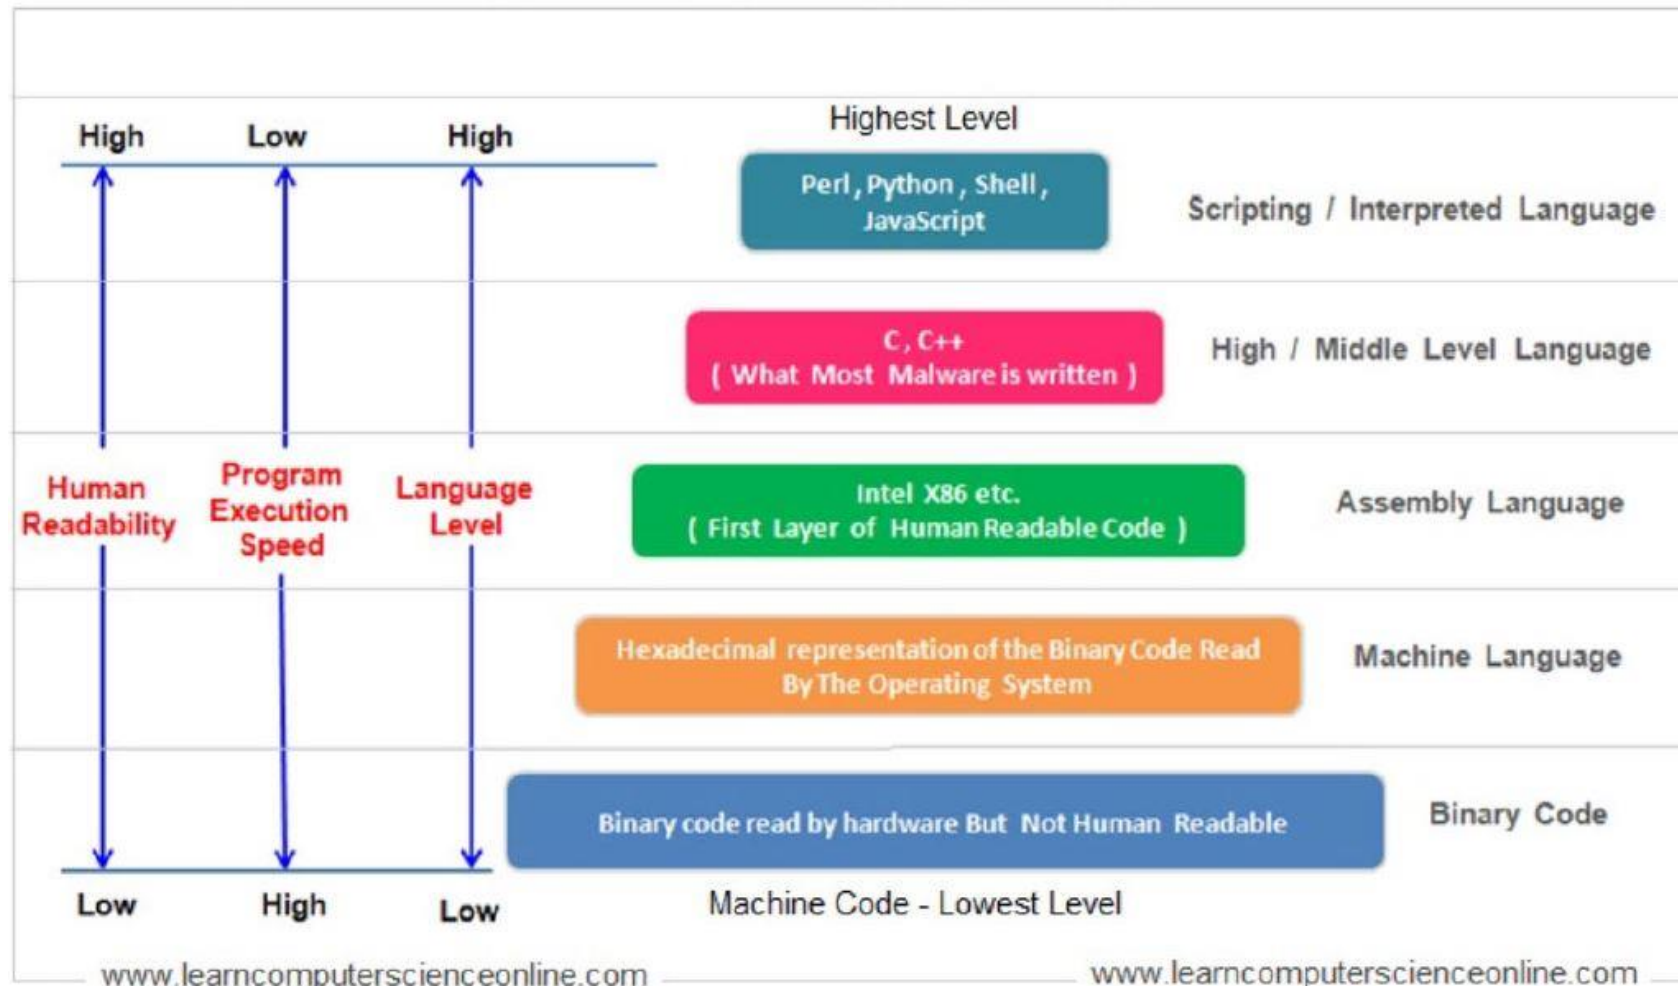 High Low High
Highest Level
Perl , Python , Shell ,
JavaScript
Scripting / Interpreted Language
C , C++
( What Most Malware is written )
High / Middle Level Language
Human
Readability
Program
Execution
Speed
Language
Level
Intel X86 etc.
( First Layer of Human Readable Code )
Assembly Language
Hexadecimal representation of the Binary Code Read
By The Operating System
Machine Language
Binary code read by hardware But Not Human Readable
Binary Code
Low High Low
Machine Code - Lowest Level
www.learncomputerscienceonline.com
www.learncomputerscienceonline.com